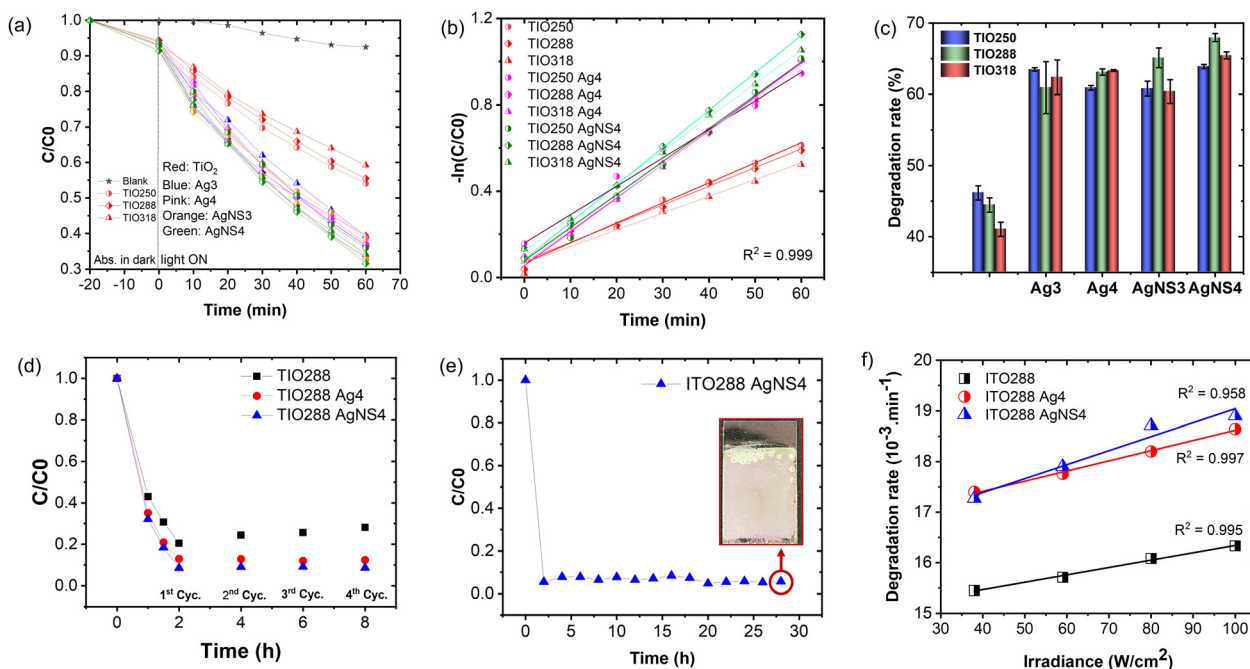 (a)
1.0
0.9
0.8
0.7
0.6
0.5
0.4
0.3
C/C0
Blank
TIO250
TIO288
TIO318
Red: TiO2
Blue: Ag3
Pink: Ag4
Orange: AgNS3
Green: AgNS4
Abs. in dark light ON
-20 -10 0 10 20 30 40 50 60 70
Time (min)
(b)
1.2
0.8
0.4
0.0
-ln(C/C0)
TIO250
TIO288
TIO318
TIO250 Ag4
TIO288 Ag4
TIO318 Ag4
TIO250 AgNS4
TIO288 AgNS4
TIO318 AgNS4
R2 = 0.999
0 10 20 30 40 50 60
Time (min)
(c)
70
60
50
40
Degradation rate (%)
TIO250
TIO288
TIO318
Ag3 Ag4 AgNS3 AgNS4
(d)
1.0
0.8
0.6
0.4
0.2
0.0
C/C0
TIO288
TIO288 Ag4
TIO288 AgNS4
1st Cyc. 2nd Cyc. 3rd Cyc. 4th Cyc.
0 2 4 6 8
Time (h)
(e)
1.0
0.8
0.6
0.4
0.2
0.0
C/C0
ITO288 AgNS4
0 5 10 15 20 25 30
Time (h)
f)
20
19
18
17
16
15
Degradation rate (10-3.min-1)
ITO288
ITO288 Ag4
ITO288 AgNS4
R2 = 0.958
R2 = 0.997
R2 = 0.995
30 40 50 60 70 80 90 100
Irradiance (W/cm2)